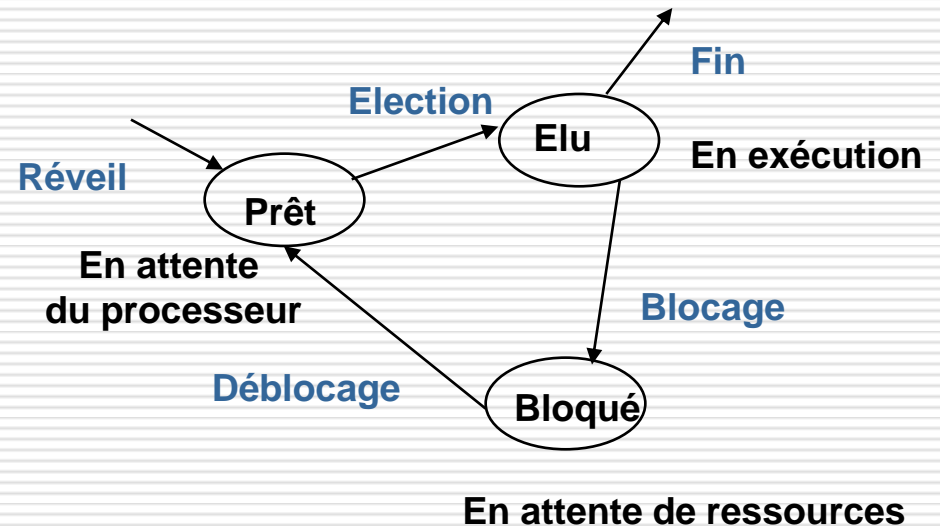 Fin
Election
Elu
En exécution
Réveil
Prêt
En attente
du processeur
Blocage
Déblocage
Bloqué
En attente de ressources